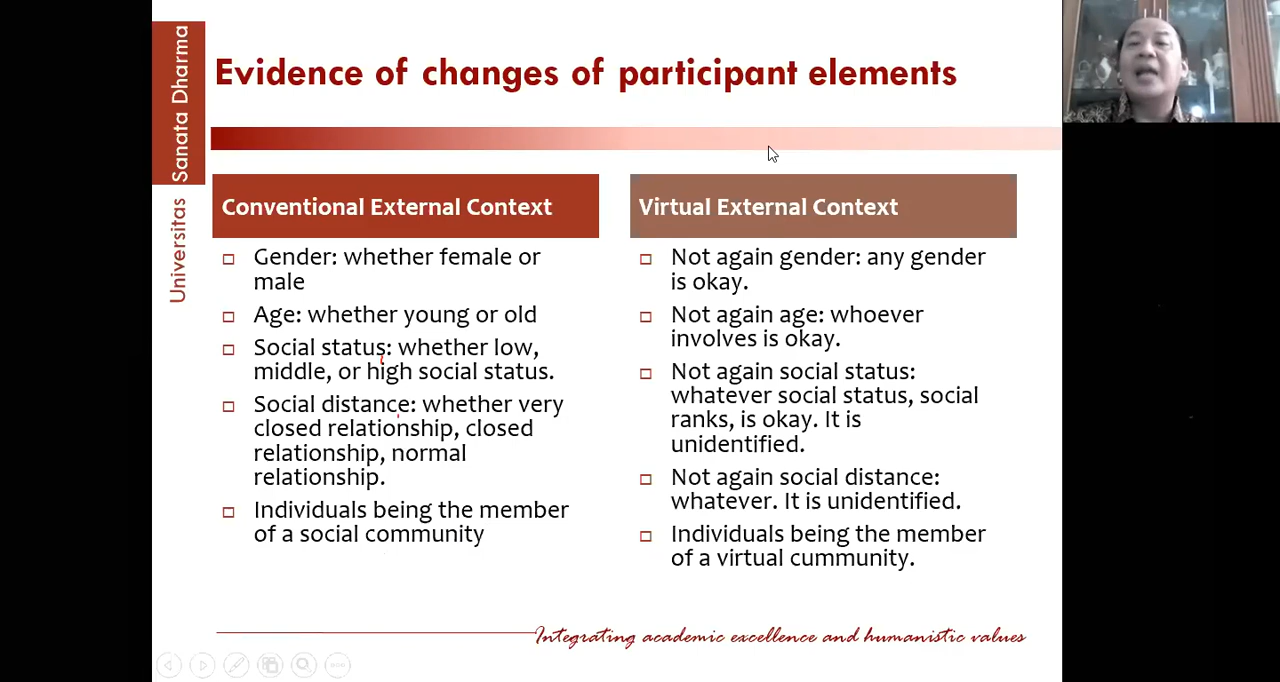 Universitas Sanata Dharma
Evidence of changes of participant elements
Conventional External Context
Gender: whether female or
male
Age: whether young or old
Social status: whether low,
middle, or high social status.
Social distance: whether very
closed relationship, closed
relationship, normal
relationship.
Individuals being the member
of a social community
Virtual External Context
Not again gender: any gender
is okay.
Not again age: whoever
involves is okay.
Not again social status:
whatever social status, social
ranks, is okay. It is
unidentified.
Not again social distance:
whatever. It is unidentified.
Individuals being the member
of a virtual cummunity.
Integrating academic excellence and humanistic values